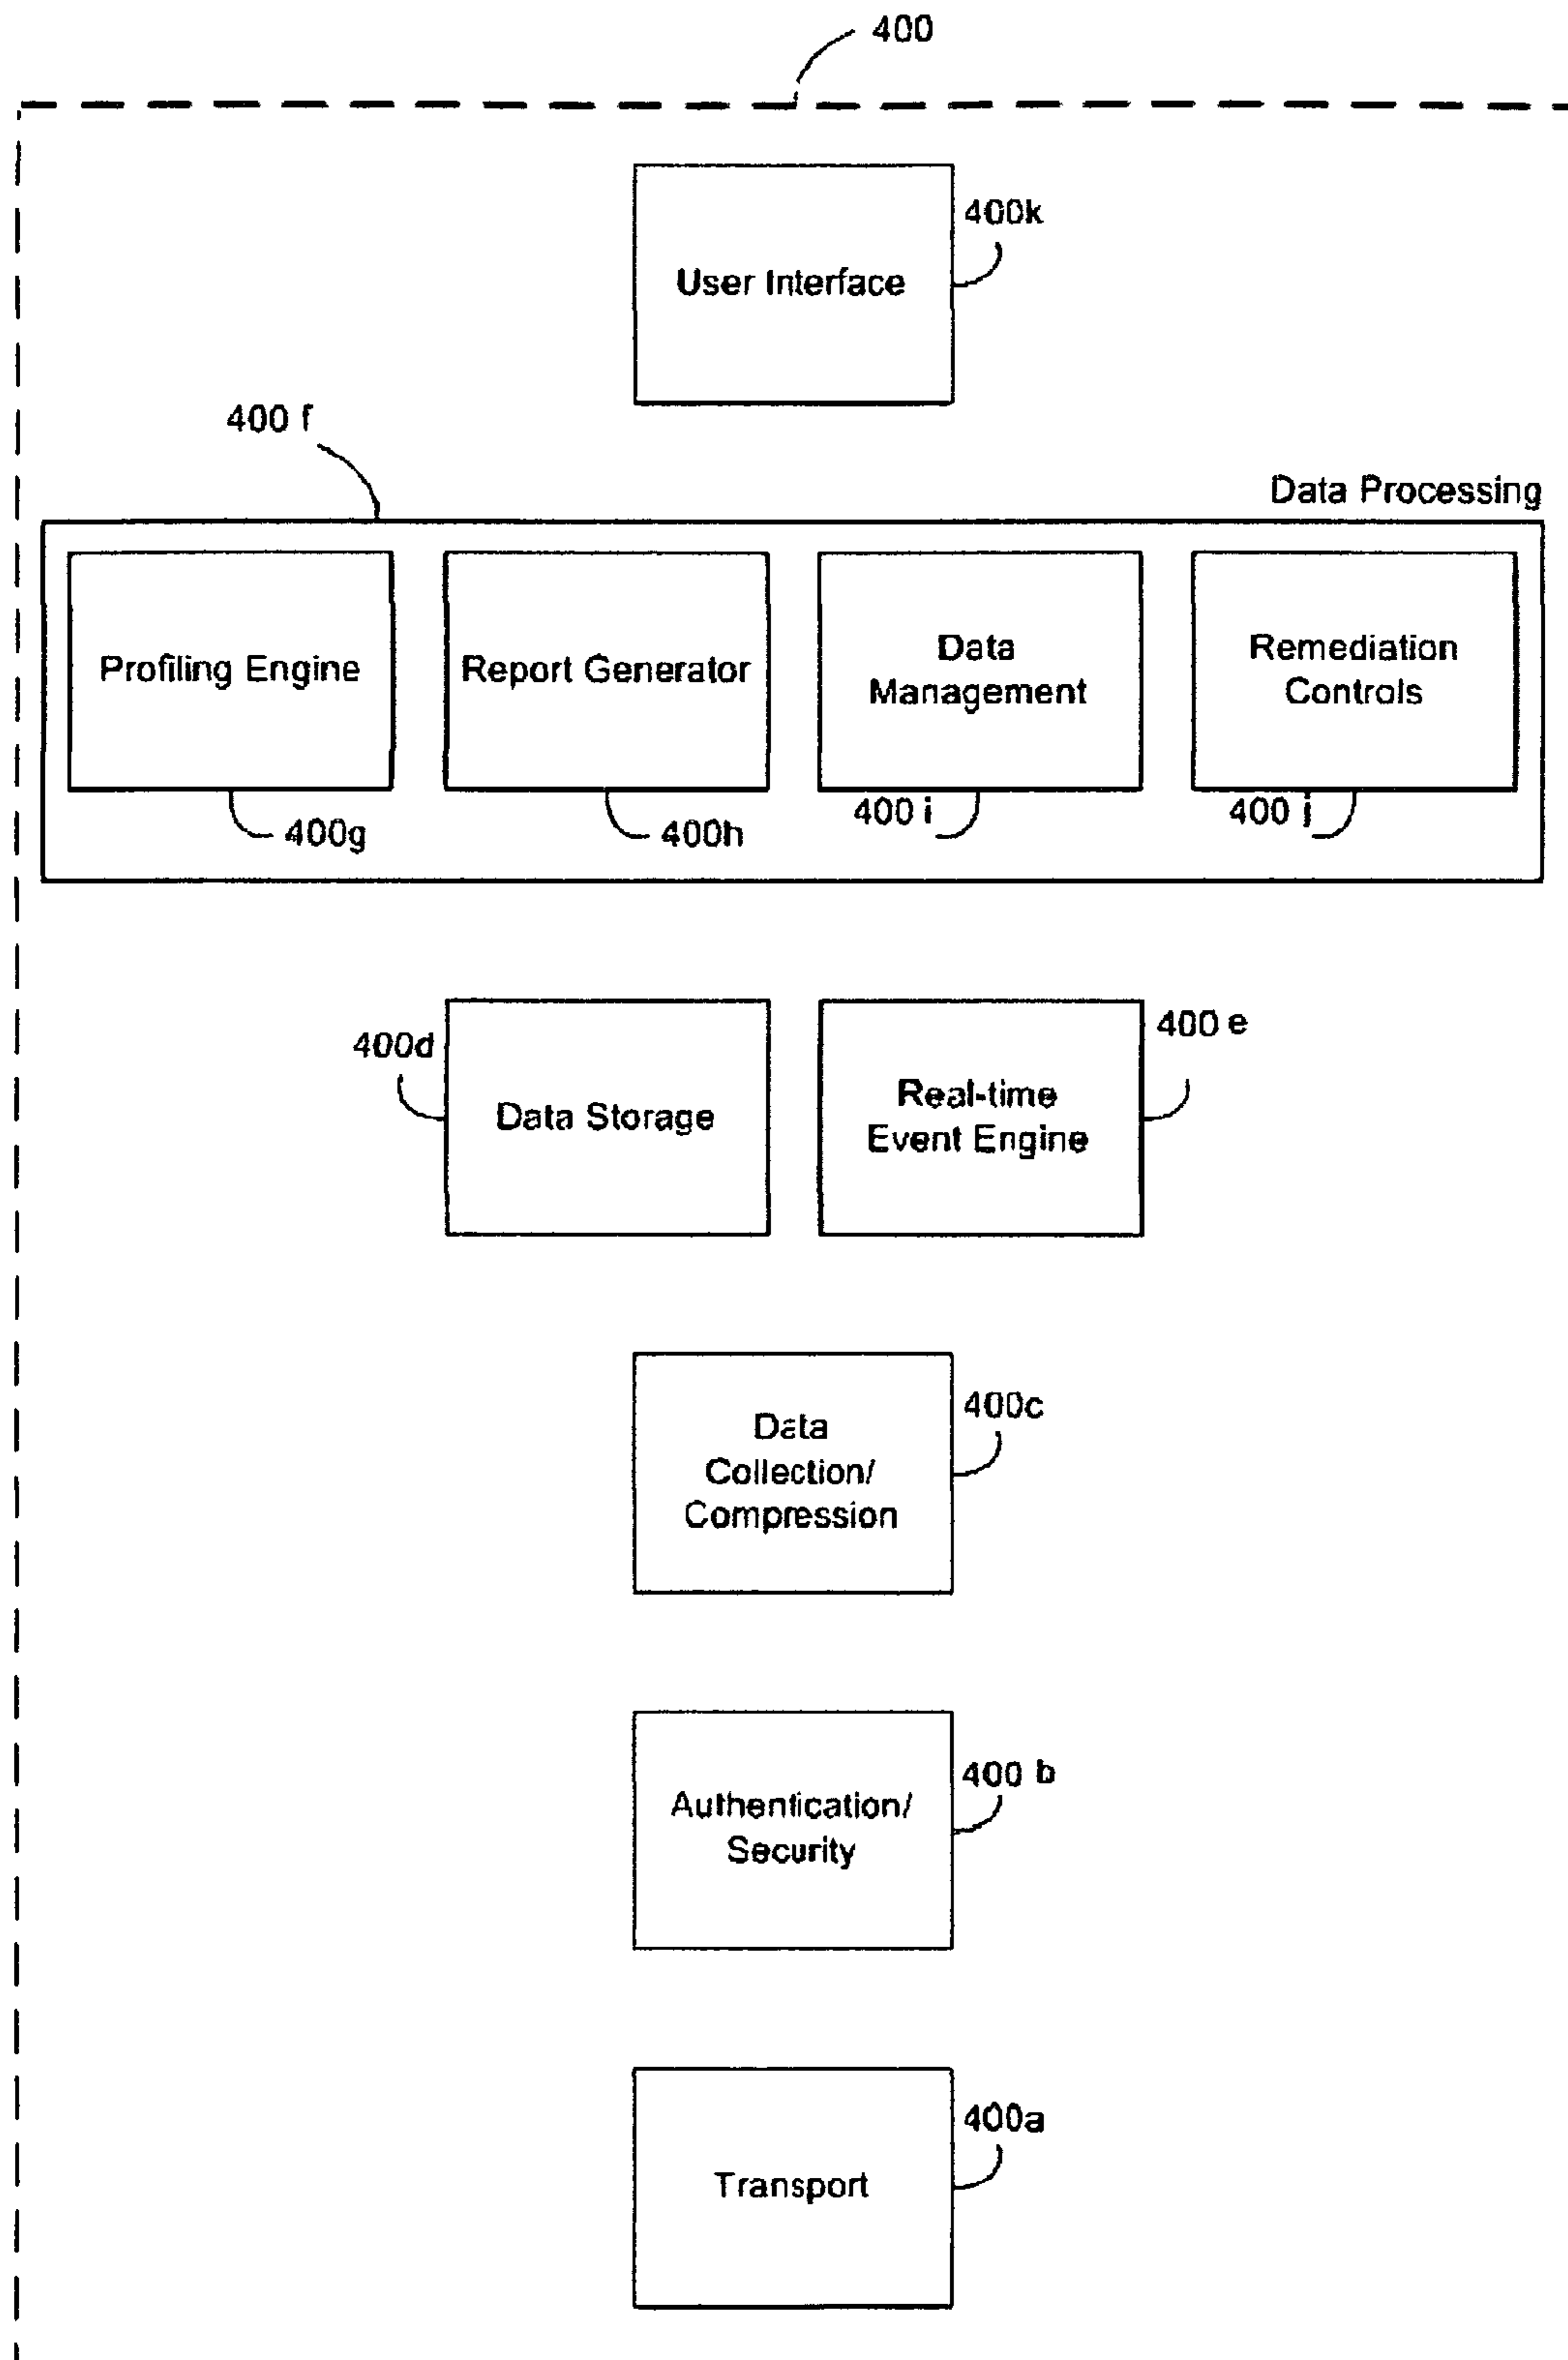 400
400k
User Interface
400 f
Data Processing
Profiling Engine
Report Generator
Data
Management
Remediation
Controls
400g
400h
400 i
400 j
400d
400 e
Data Storage
Real-time
Event Engine
400c
Data
Collection/
Compression
400 b
Authentication/
Security
400a
Transport